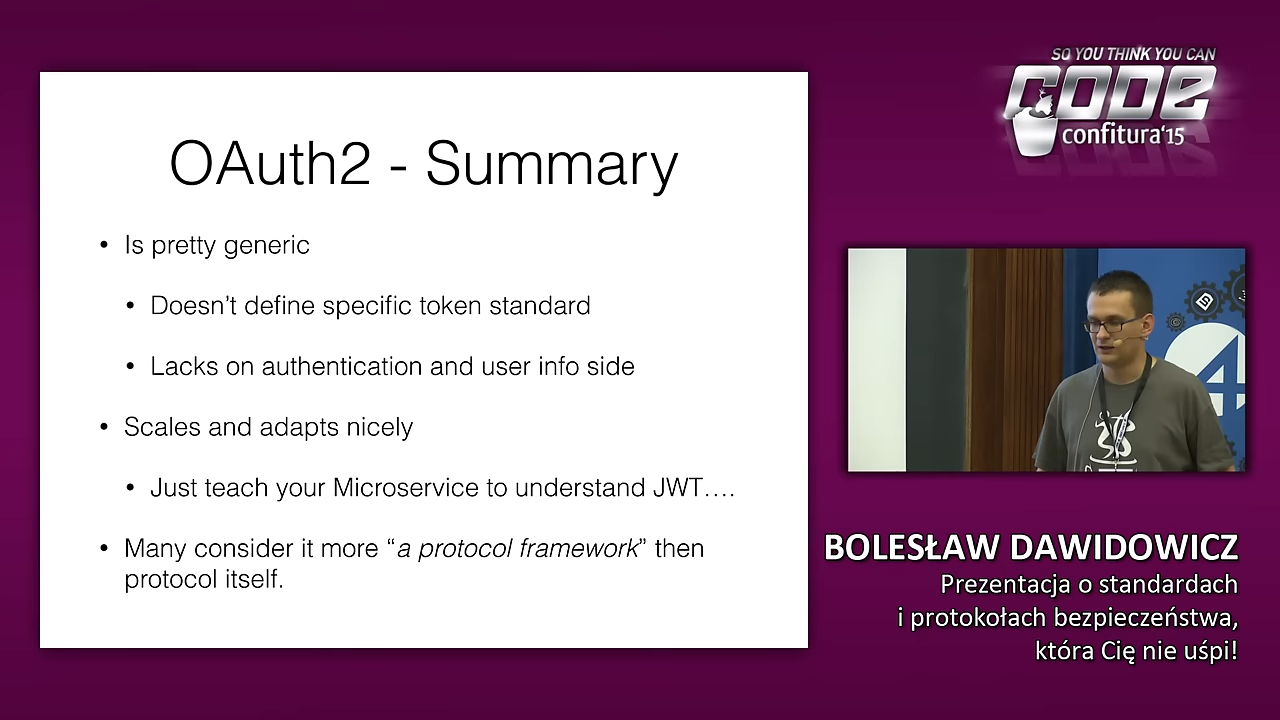 SO YOU THINK YOU CAN
CODE
confitura'15
OAuth2 - Summary
• Is pretty generic
• Doesn’t define specific token standard
• Lacks on authentication and user info side
• Scales and adapts nicely
• Just teach your Microservice to understand JWT….
• Many consider it more “a protocol framework” then
protocol itself.
4
BOLESŁAW DAWIDOWICZ
Prezentacja o standardach
i protokołach bezpieczeństwa,
która Cię nie uśpi!